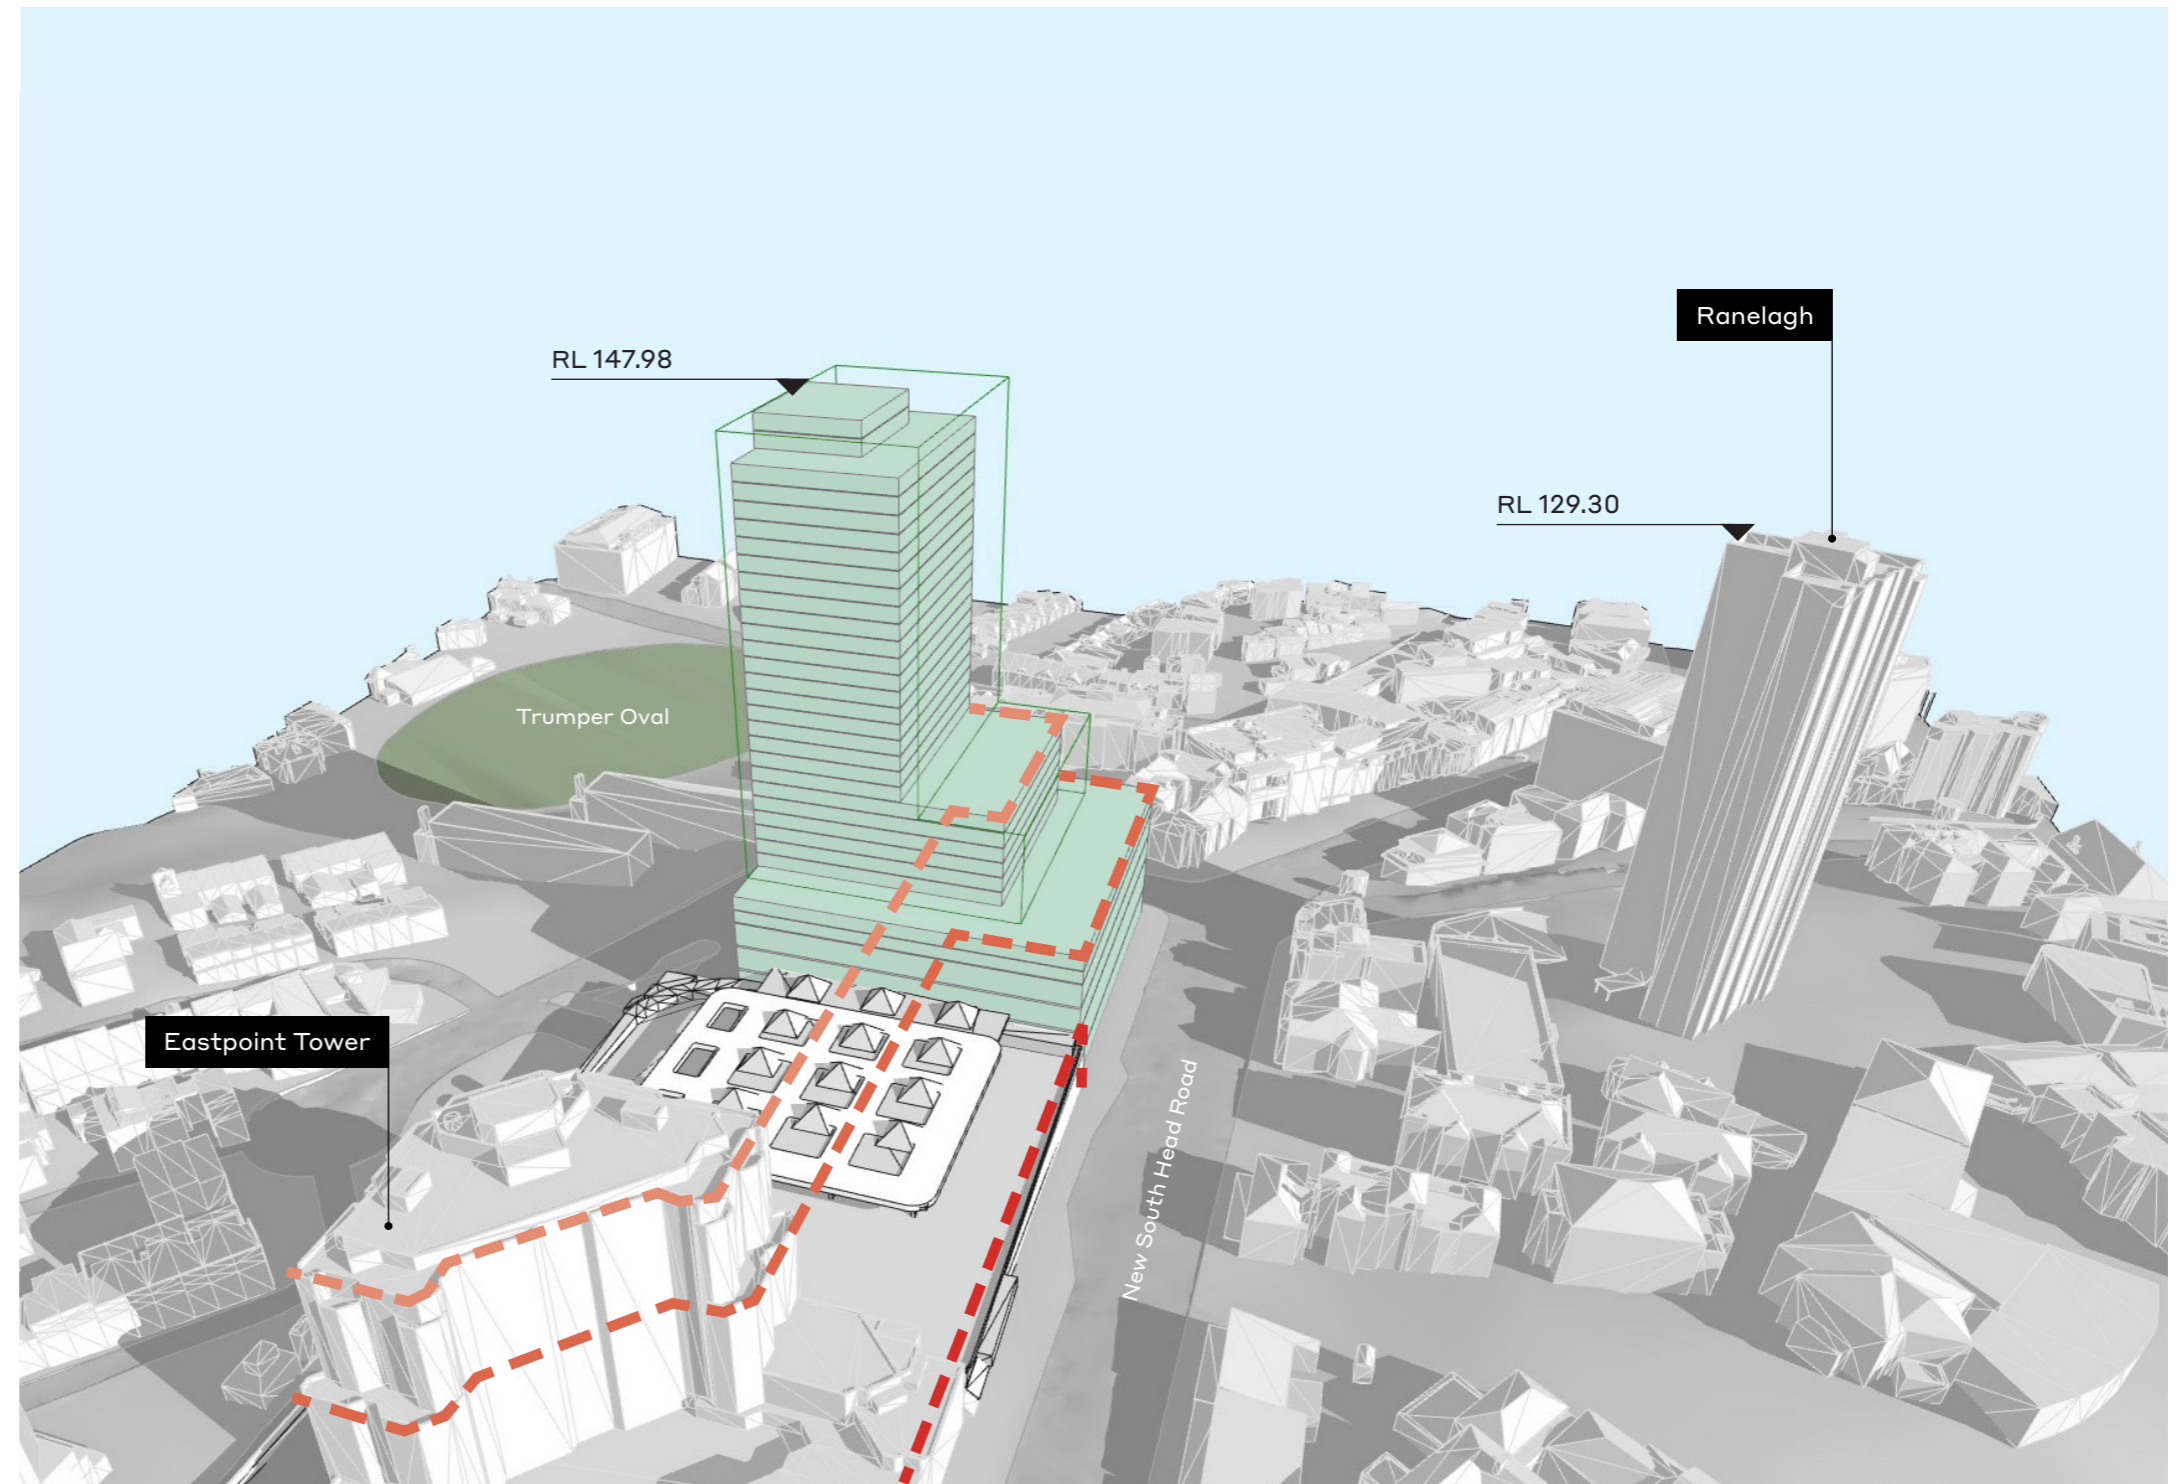 Ranelagh
RL 147.98
RL 129.30
Trumper Oval
Eastpoint Tower
New South Head Road